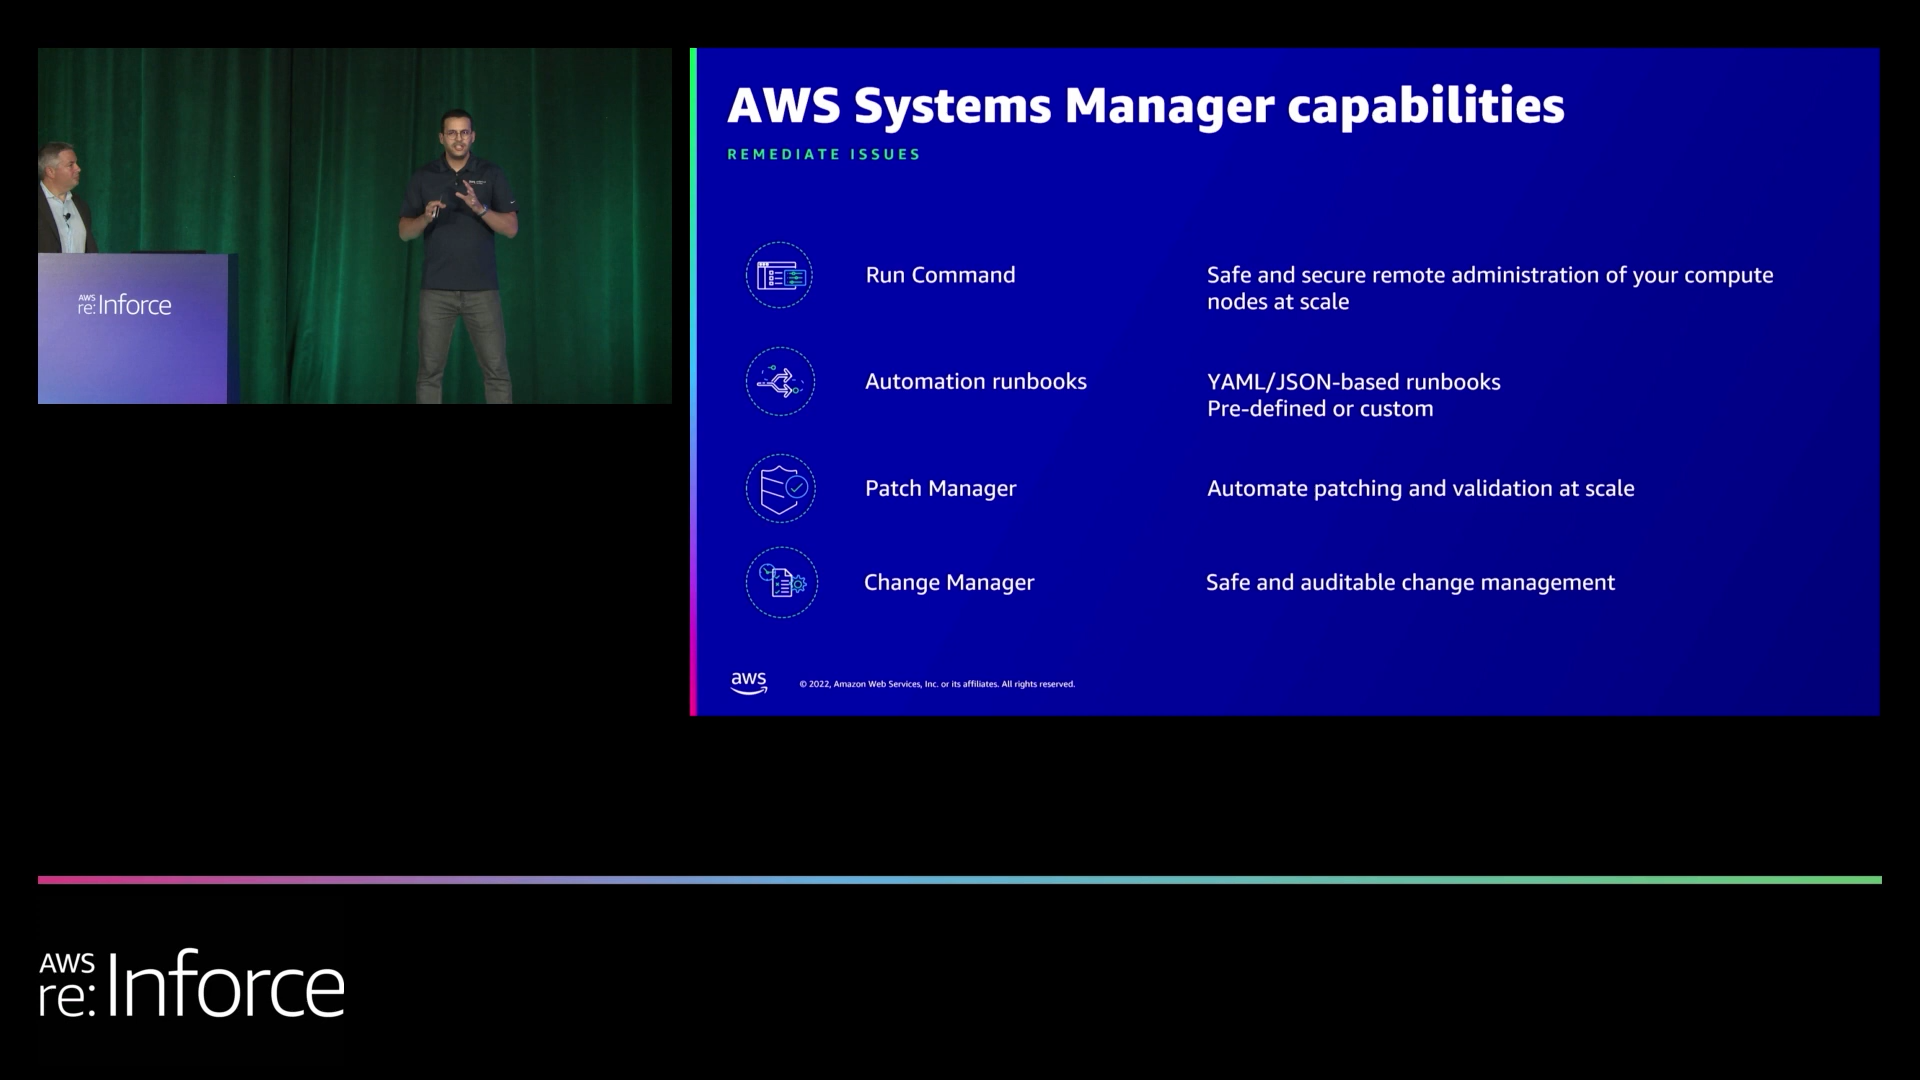 AWS
re:Inforce
AWS Systems Manager capabilities
REMEDIATE ISSUES
Run Command
Safe and secure remote administration of your compute
nodes at scale
Automation runbooks
YAML/JSON-based runbooks
Pre-defined or custom
Patch Manager
Automate patching and validation at scale
Change Manager
Safe and auditable change management
aws
© 2022, Amazon Web Services, Inc. or its affiliates. All rights reserved.
AWS
re:Inforce